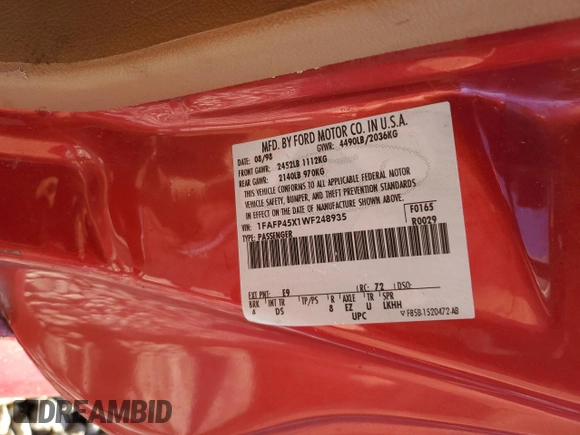 MFD. BY FORD MOTOR CO. IN U.S.A.
DATE: 08/98 GVWR: 4490LB/2036KG
FRONT GAWR: 2452LB 1112KG
REAR GAWR: 2140LB 970KG
THIS VEHICLE CONFORMS TO ALL APPLICABLE FEDERAL MOTOR
VEHICLE SAFETY, BUMPER, AND THEFT PREVENTION STANDARDS
IN EFFECT ON THE DATE OF MANUFACTURE SHOWN ABOVE.
VIN: 1FAFP45X1WF248935 F0165
TYPE: PASSENGER R0029
EXT PNT: E9 RC: 72 DSO:
BRK INT TR TP/PS R AXLE TR SPR
4 DS 8 EZ U LKHH
UPC F85B-1520472-AB
DREAMBID